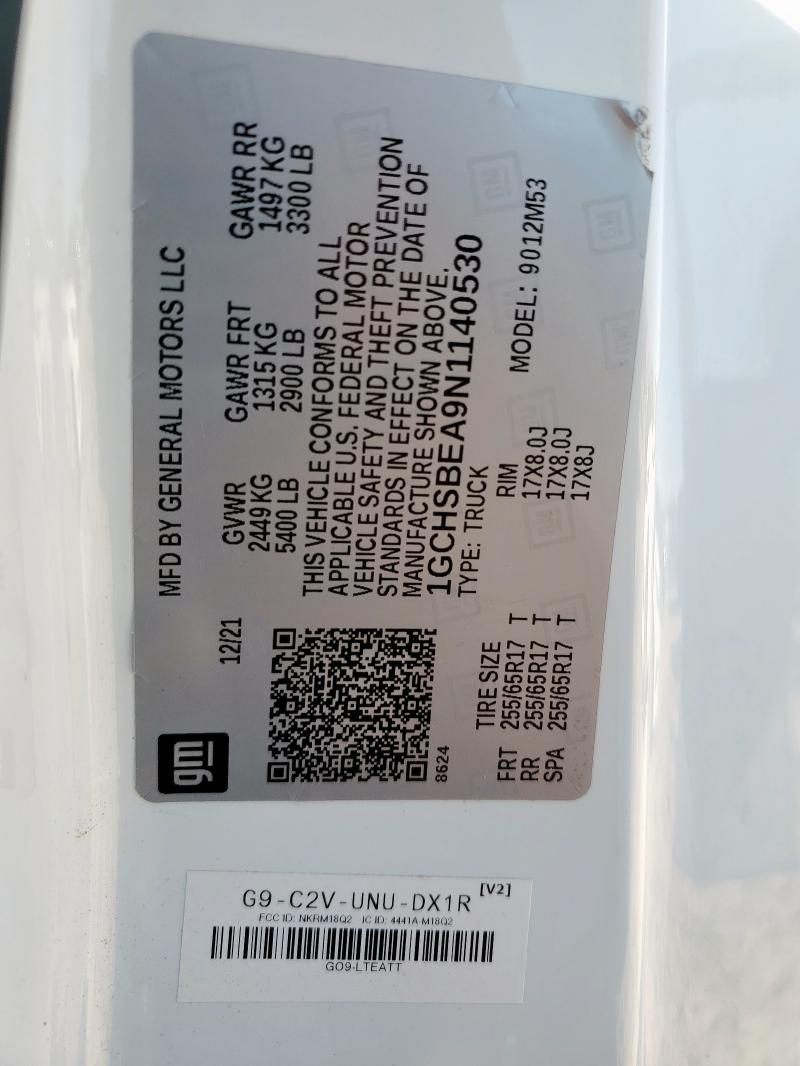 gm
MFD BY GENERAL MOTORS LLC
12/21
GVWR GAWR FRT GAWR RR
2449 KG 1315 KG 1497 KG
5400 LB 2900 LB 3300 LB
THIS VEHICLE CONFORMS TO ALL
APPLICABLE U.S. FEDERAL MOTOR
VEHICLE SAFETY AND THEFT PREVENTION
STANDARDS IN EFFECT ON THE DATE OF
MANUFACTURE SHOWN ABOVE.
1GCHSBEA9N1140530
8624
TYPE: TRUCK
TIRE SIZE RIM MODEL: 9012M53
FRT 255/65R17 T 17X8.0J
RR 255/65R17 T 17X8.0J
SPA 255/65R17 T 17X8J
G9-C2V-UNU-DX1R [V2]
FCC ID: NKRM18Q2 IC ID: 4441A-M18Q2
GO9-LTEATT